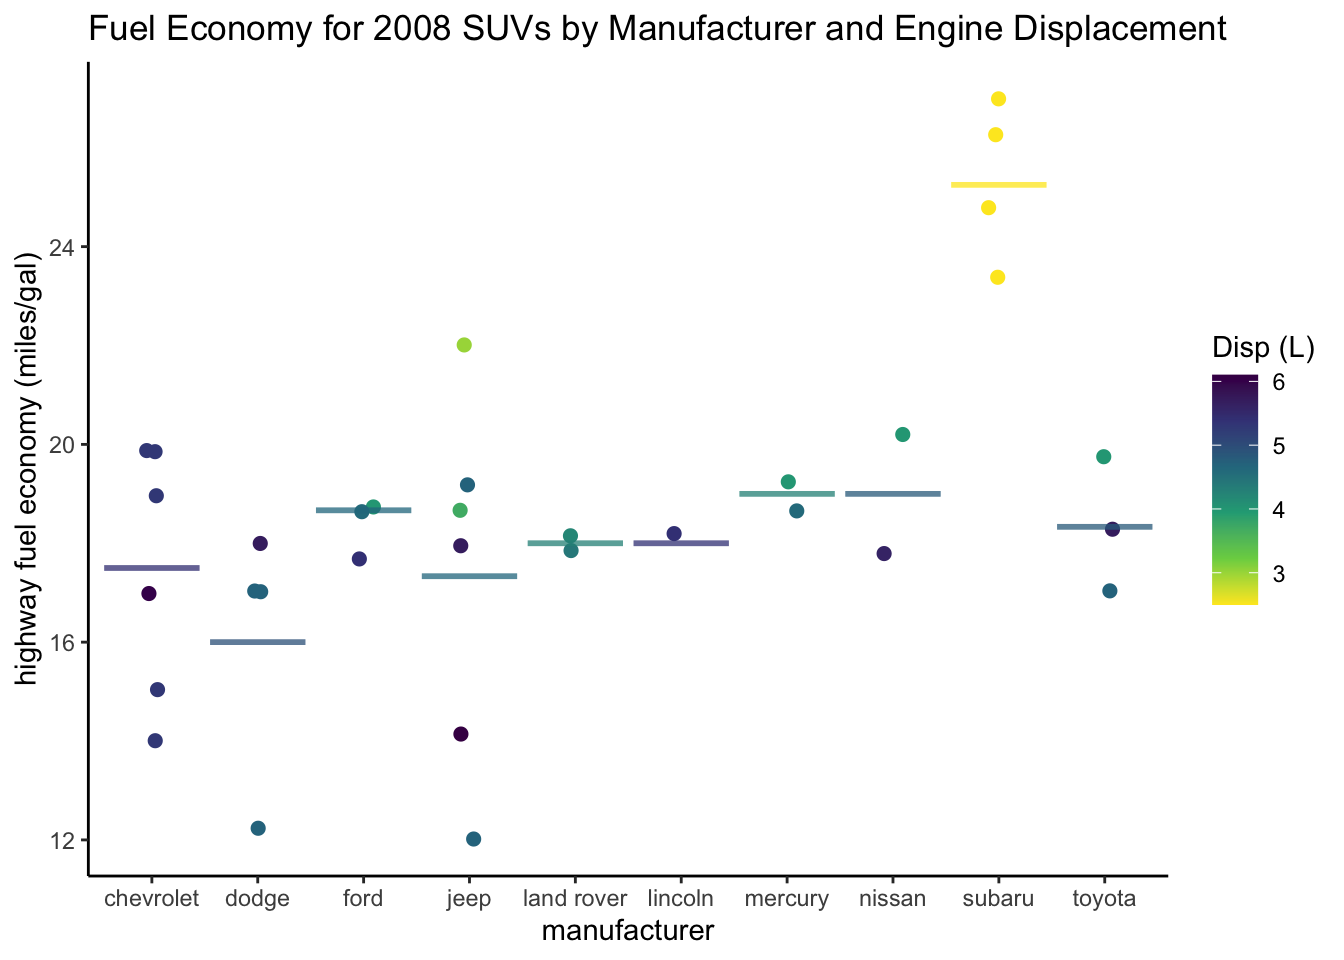 Fuel Economy for 2008 SUVs by Manufacturer and Engine Displacement
highway fuel economy (miles/gal)
24
20
16
12
chevrolet dodge ford jeep land rover lincoln mercury nissan subaru toyota
manufacturer
Disp (L)
6
5
4
3